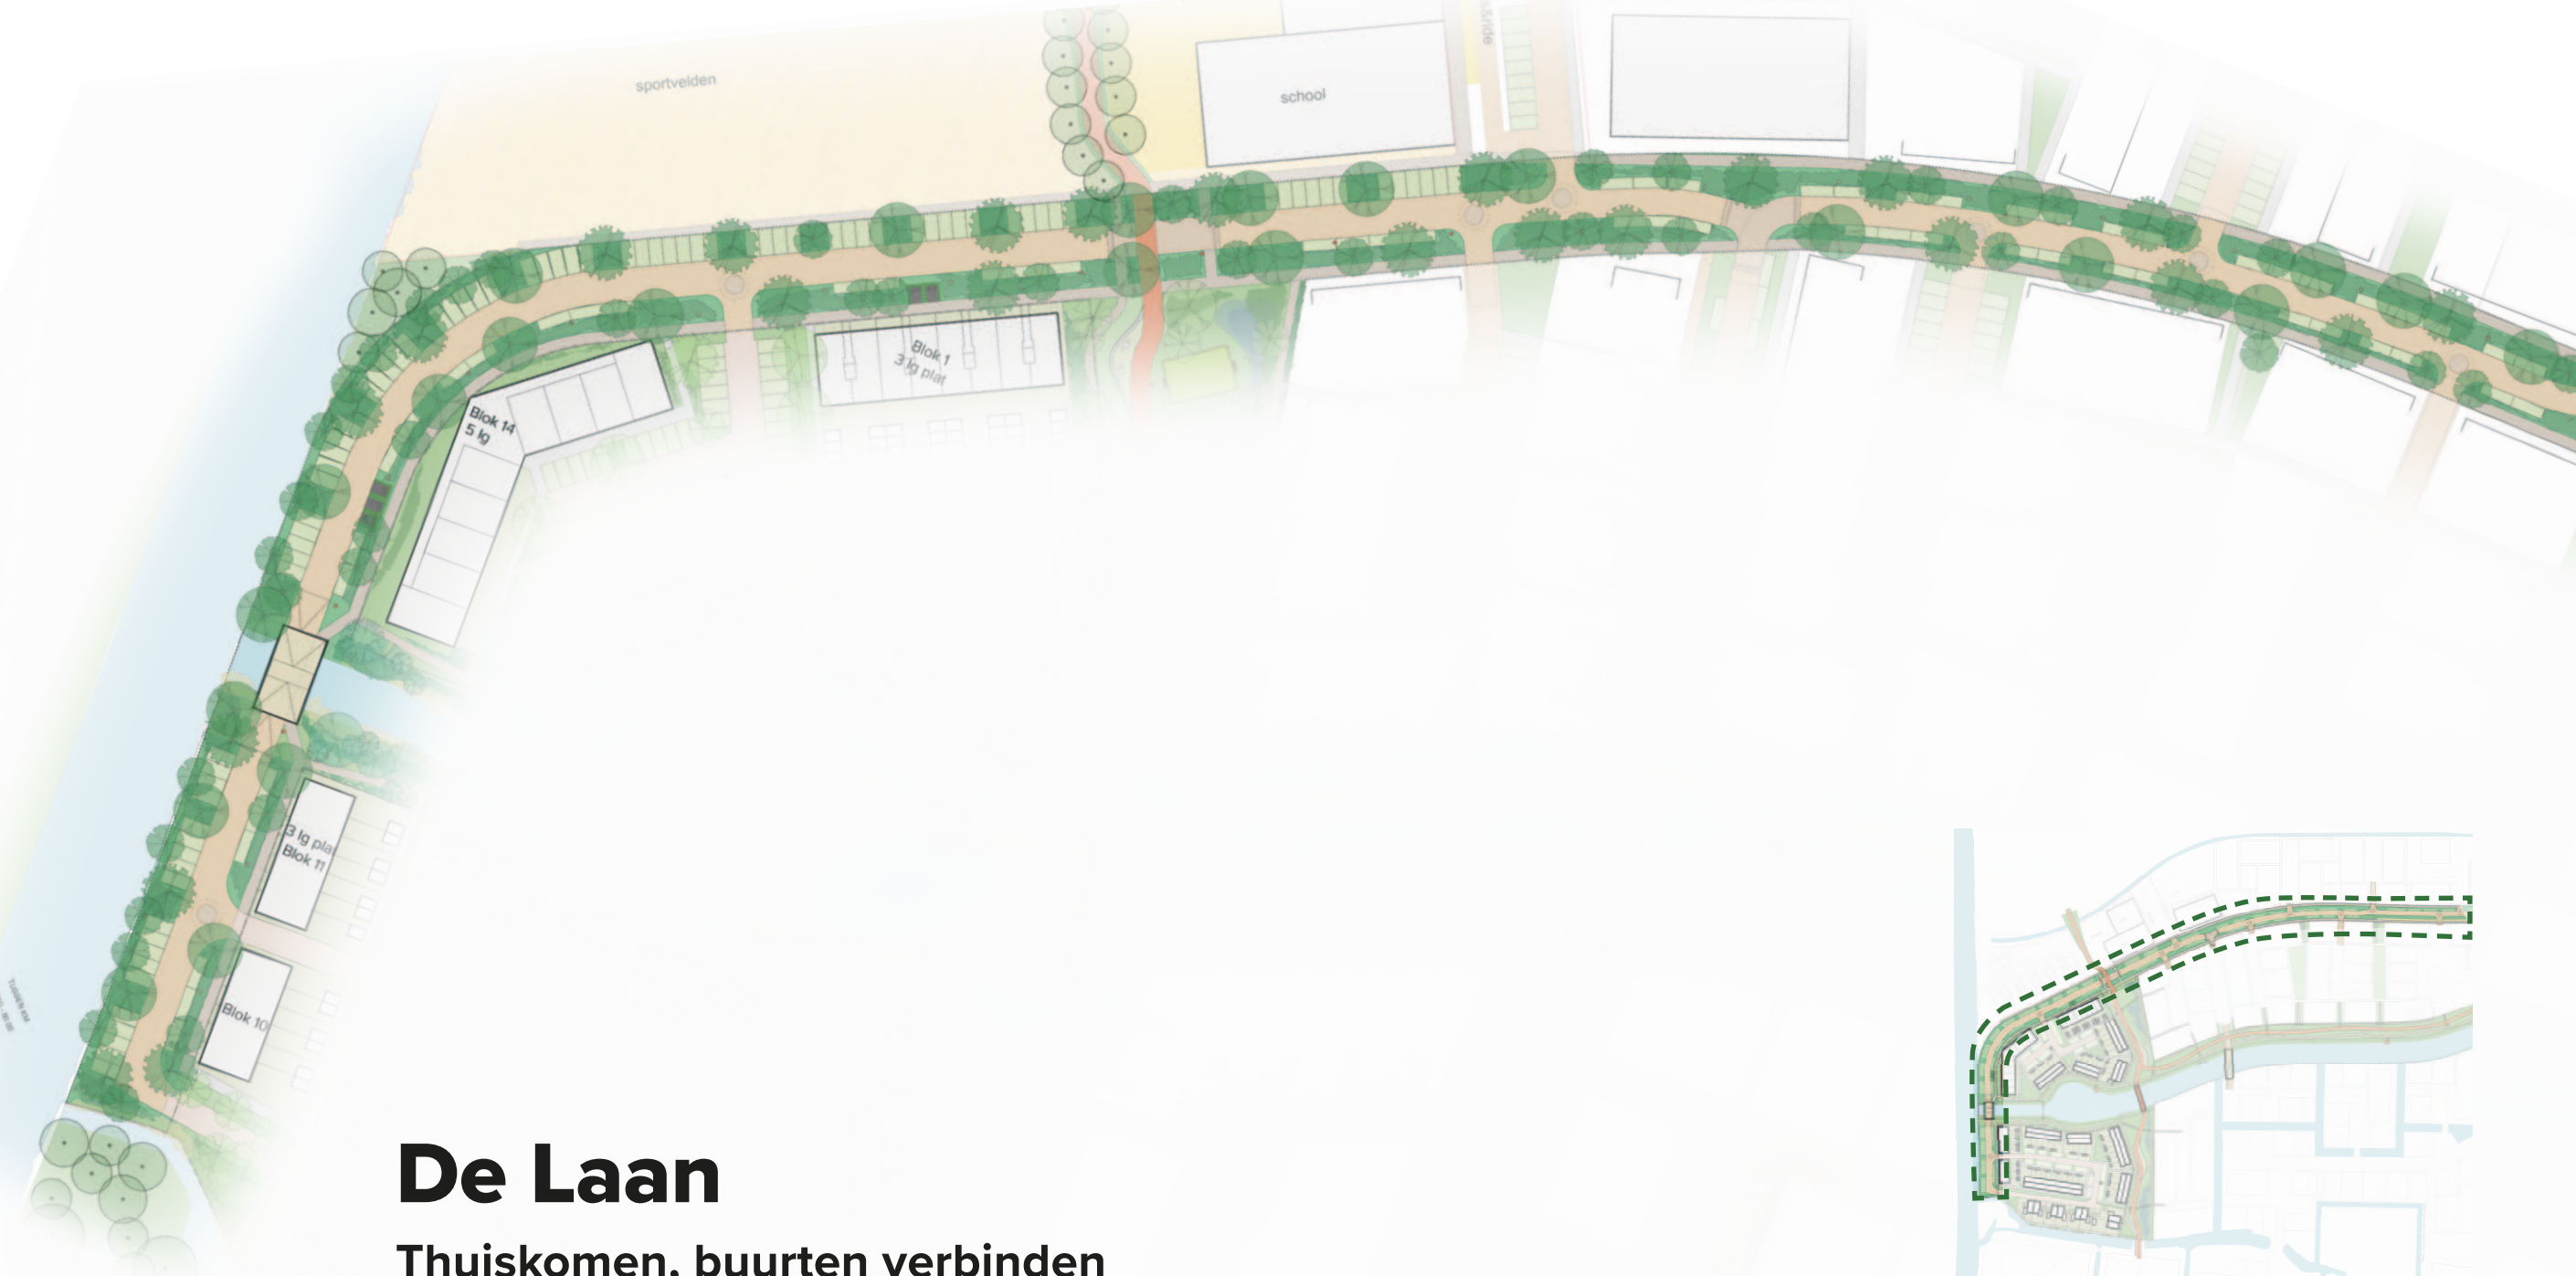 sportvelden
school
Blok 1
3 lg plat
Blok 14
5 lg
3 lg plat
Blok 11
Blok 10
De Laan
Thuiskomen, buurten verbinden